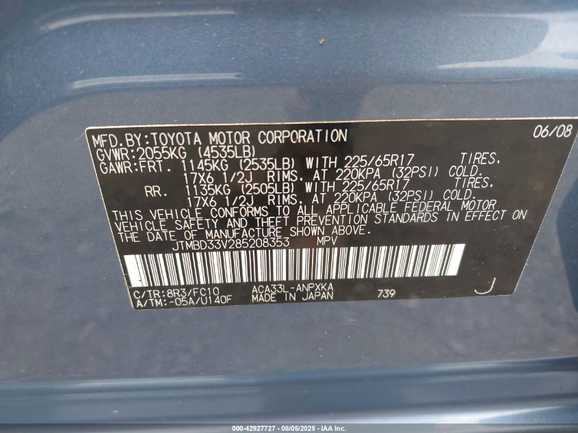 MFD.BY:TOYOTA MOTOR CORPORATION 06/08
GVWR:2055KG (4535LB)
GAWR:FRT. 1145KG (2535LB) WITH 225/65R17 TIRES,
17X6 1/2J RIMS, AT 220KPA (32PSI) COLD.
RR. 1135KG (2505LB) WITH 225/65R17 TIRES,
17X6 1/2J RIMS, AT 220KPA (32PSI) COLD.
THIS VEHICLE CONFORMS TO ALL APPLICABLE FEDERAL MOTOR
VEHICLE SAFETY AND THEFT PREVENTION STANDARDS IN EFFECT ON
THE DATE OF MANUFACTURE SHOWN ABOVE.
JTMBD33V285208353 MPV
C/TR:8R3/FC10 ACA33L-ANPXKA J
A/TM:-05A/U140F MADE IN JAPAN 739
000-42927727 - 08/05/2025 - IAA, Inc.